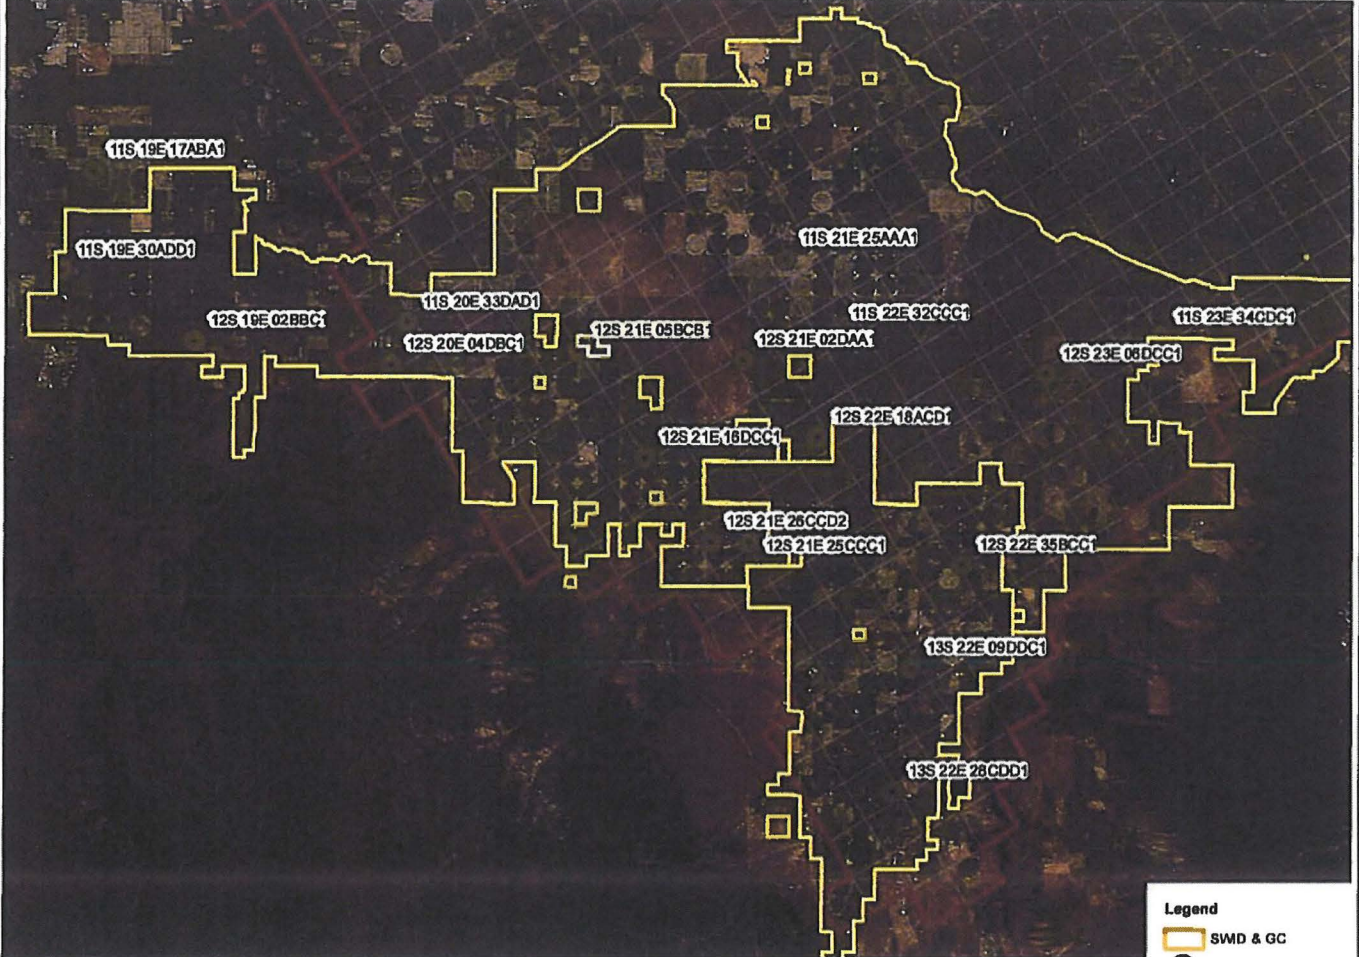 11S 19E 17ABA1
11S 19E 30ADD1
11S 21E 25AAA1
11S 20E 33DAD1
12S 19E 02BBC1
11S 22E 32CCC1
11S 23E 34CDC1
12S 21E 05BCB1
12S 20E 04DBC1
12S 21E 02DAA1
12S 23E 06DCC1
12S 22E 18ACD1
12S 21E 16DCC1
12S 21E 26CCD2
12S 21E 25CCC1
12S 22E 35BCC1
13S 22E 09DDC1
13S 22E 28CDD1
Legend
SWID & GC